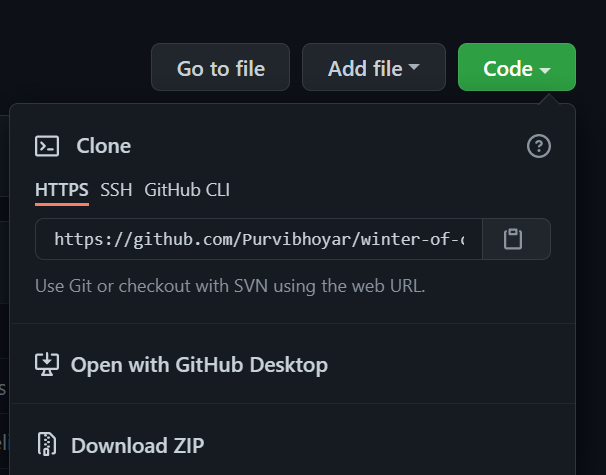 Go to file
Add file
Code
Clone
HTTPS SSH GitHub CLI
https://github.com/Purvibhoyar/winter-of-
Use Git or checkout with SVN using the web URL.
Open with GitHub Desktop
Download ZIP